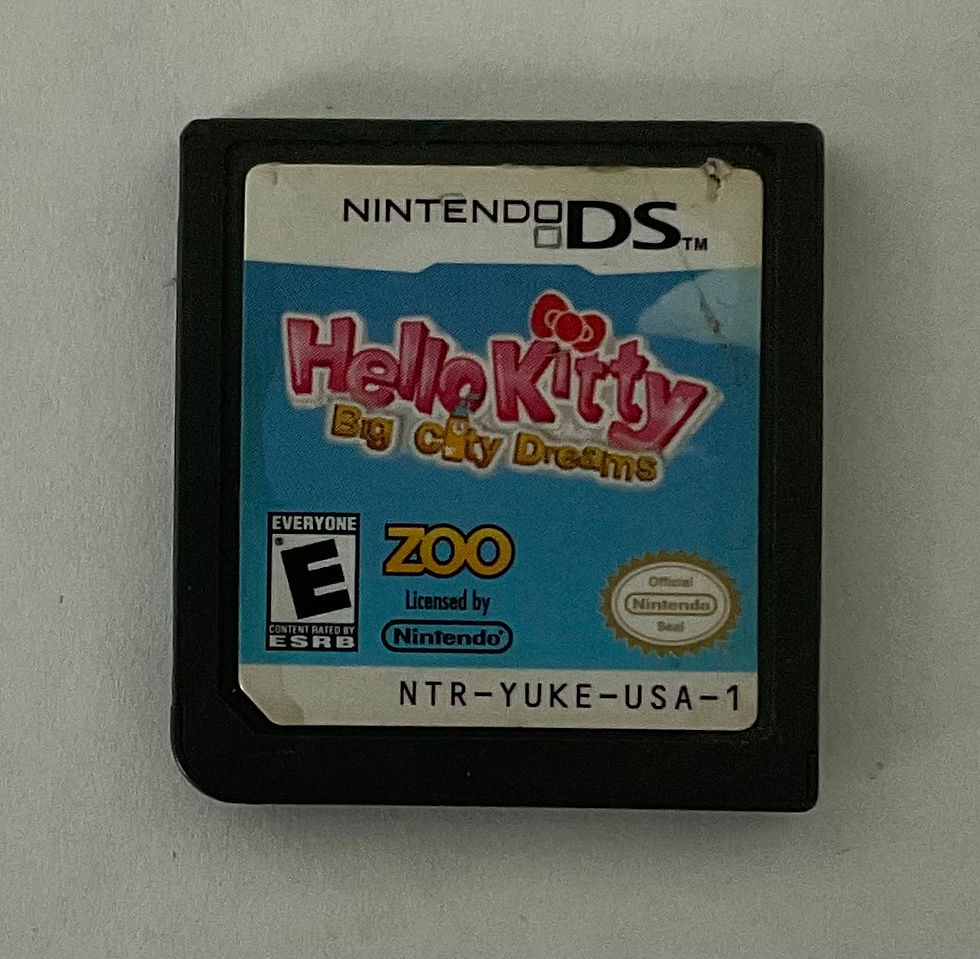 NINTENDO DS TM
Hello Kitty
Big City Dreams
EVERYONE
E
CONTENT RATED BY
ESRB
ZOO
Licensed by
Nintendo®
Official
Nintendo
Seal
NTR-YUKE-USA-1